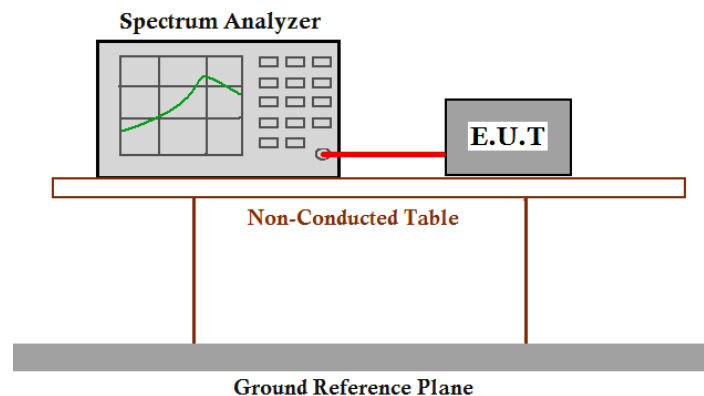 Spectrum Analyzer
E.U.T
Non-Conducted Table
Ground Reference Plane